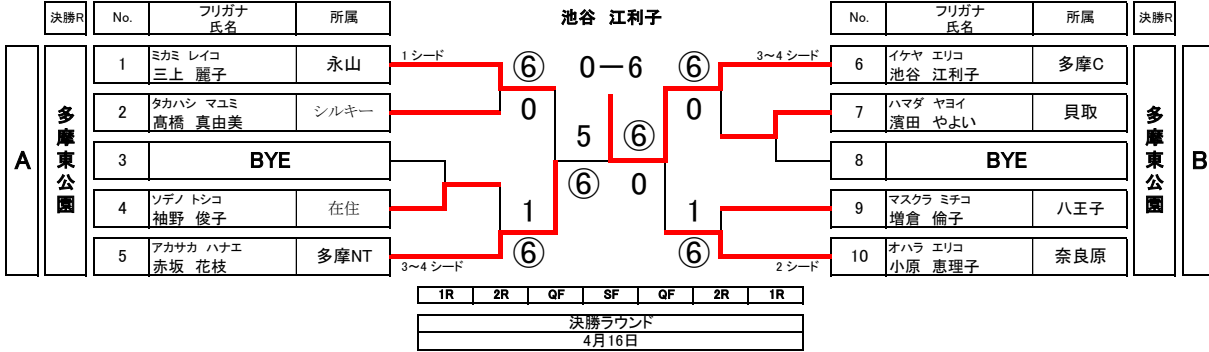 決勝R No. フリガナ 所属 池谷 江利子 No. フリガナ 所属 決勝R
氏名 氏名
A
多摩東公園
1 ミカミ レイコ 永山 1シード
三上 麗子
2 タカハシ マユミ シルキー
髙橋 真由美
3 BYE
4 ソデノ トシコ 在住
袖野 俊子
5 アカサカ ハナエ 多摩NT 3~4シード
赤坂 花枝
⑥ 0-6 ⑥
0 0
5 ⑥
⑥ 0
1 1
⑥ ⑥
3~4シード 6 イケヤ エリコ 多摩C
池谷 江利子
7 ハマダ ヤヨイ 貝取
濱田 やよい
8 BYE
9 マスクラ ミチコ 八王子
増倉 倫子
2シード 10 オハラ エリコ 奈良原
小原 恵理子
多摩東公園
B
1R 2R QF SF QF 2R 1R
決勝ラウンド
4月16日